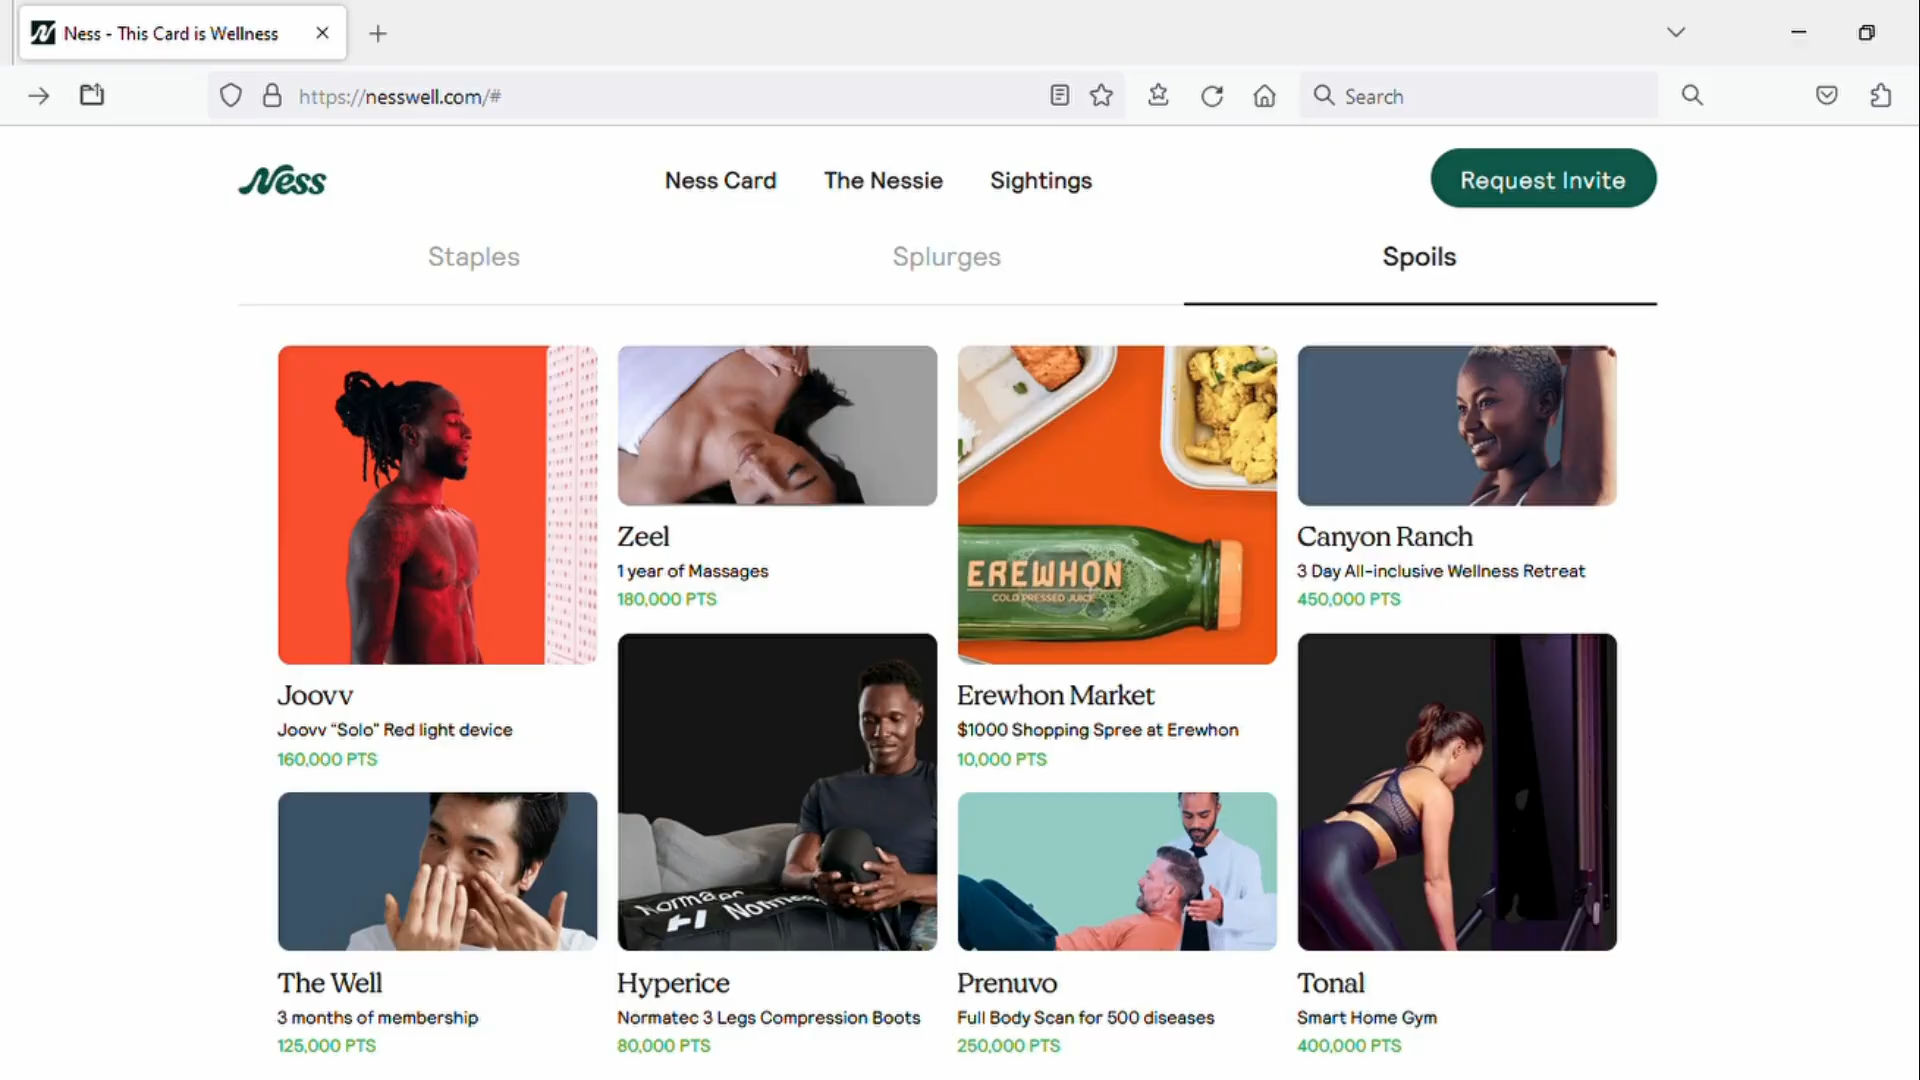 Ness - This Card is Wellness
https://nesswell.com/#
Search
Ness
Ness Card
The Nessie
Sightings
Request Invite
Staples
Splurges
Spoils
Joovv
Joovv “Solo” Red light device
160,000 PTS
Zeel
1 year of Massages
180,000 PTS
EREWHON
COLD PRESSED JUICE
Erewhon Market
$1000 Shopping Spree at Erewhon
10,000 PTS
Canyon Ranch
3 Day All-inclusive Wellness Retreat
450,000 PTS
The Well
3 months of membership
125,000 PTS
Normatec
Normatec
Hyperice
Normatec 3 Legs Compression Boots
80,000 PTS
Prenuvo
Full Body Scan for 500 diseases
250,000 PTS
Tonal
Smart Home Gym
400,000 PTS